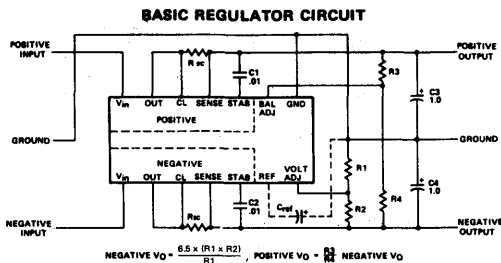 BASIC REGULATOR CIRCUIT
POSITIVE INPUT
POSITIVE OUTPUT
R sc
C1 .01
R3
C3 1.0
Vin OUT CL SENSE STAB BAL ADJ GND
POSITIVE
GROUND
GROUND
NEGATIVE
VOLT ADJ
Vin OUT CL SENSE STAB REF
R1
C4 1.0
Cref
R2
R4
Rsc
C2 .01
NEGATIVE INPUT
NEGATIVE OUTPUT
NEGATIVE VO = 6.5 x (R1 x R2) / R1 , POSITIVE VO = R3 / R4 NEGATIVE VO